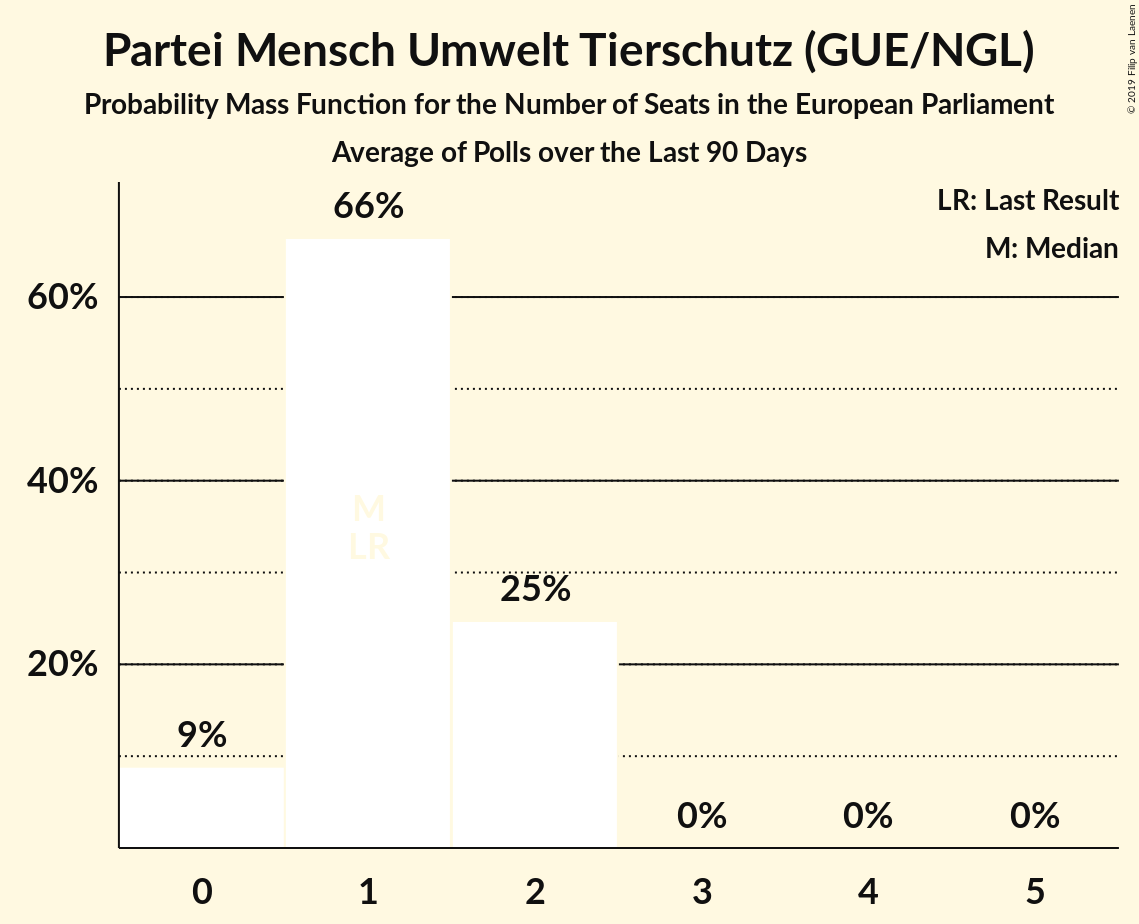 Partei Mensch Umwelt Tierschutz (GUE/NGL)
Probability Mass Function for the Number of Seats in the European Parliament
Average of Polls over the Last 90 Days
© 2019 Filip van Laenen
LR: Last Result
M: Median
66%
60%
40%
M
LR
25%
20%
9%
0%
0%
0%
0
1
2
3
4
5